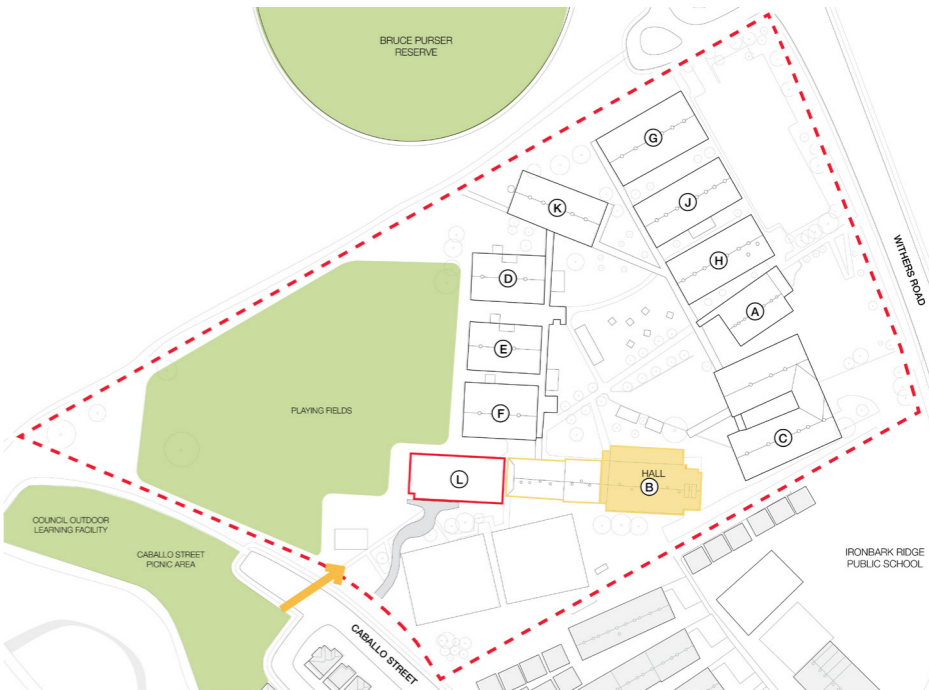 BRUCE PURSER
RESERVE
G
J
K
H
D
A
WITHERS ROAD
E
PLAYING FIELDS
F
C
L
HALL
B
COUNCIL OUTDOOR
LEARNING FACILITY
CABALLO STREET
PICNIC AREA
IRONBARK RIDGE
PUBLIC SCHOOL
CABALLO STREET